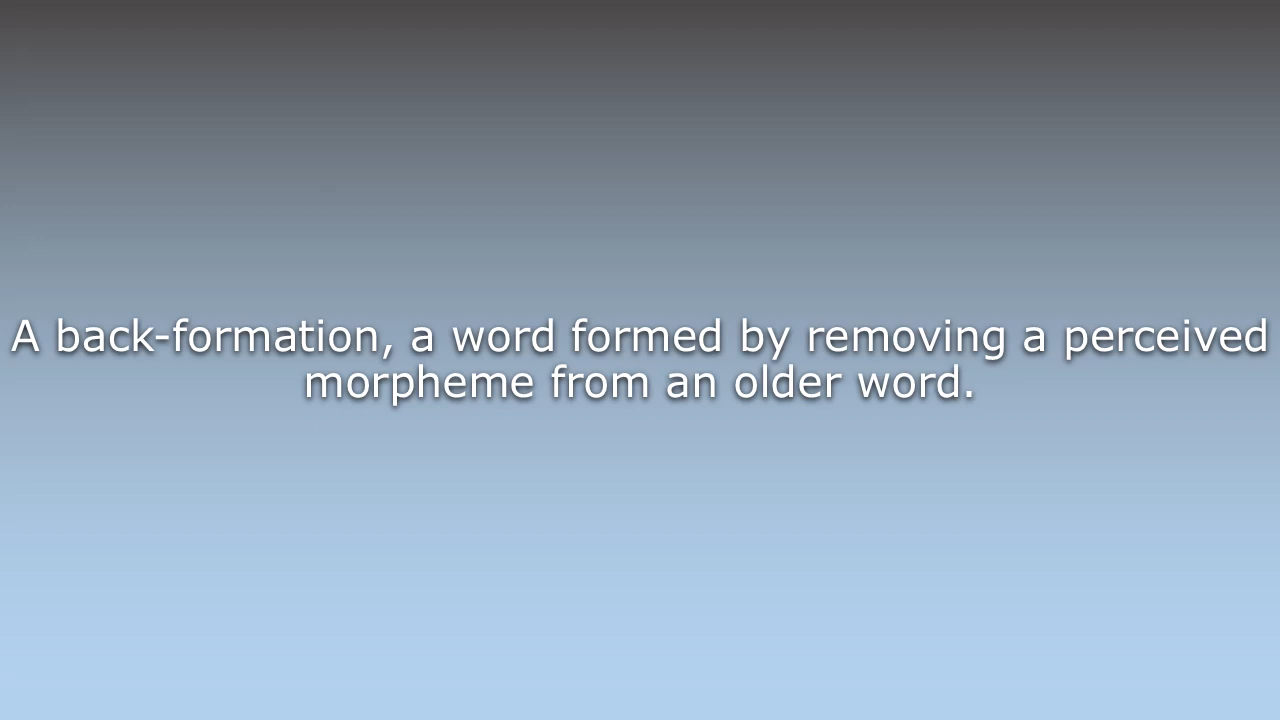 A back-formation, a word formed by removing a perceived
morpheme from an older word.